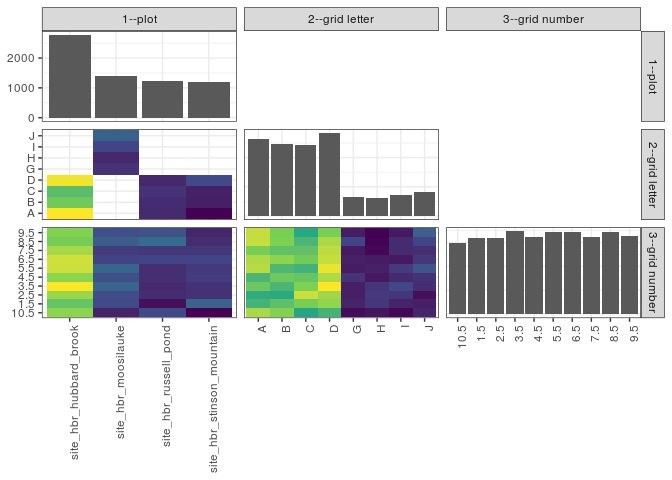 1--plot
2--grid letter
3--grid number
2000
1000
0
1--plot
J
I
H
G
D
C
B
A
2--grid letter
9.5
8.5
7.5
6.5
5.5
4.5
3.5
2.5
1.5
10.5
3--grid number
site_hbr_hubbard_brook
site_hbr_moosilauke
site_hbr_russell_pond
site_hbr_stinson_mountain
A
B
C
D
G
H
I
J
10.5
1.5
2.5
3.5
4.5
5.5
6.5
7.5
8.5
9.5